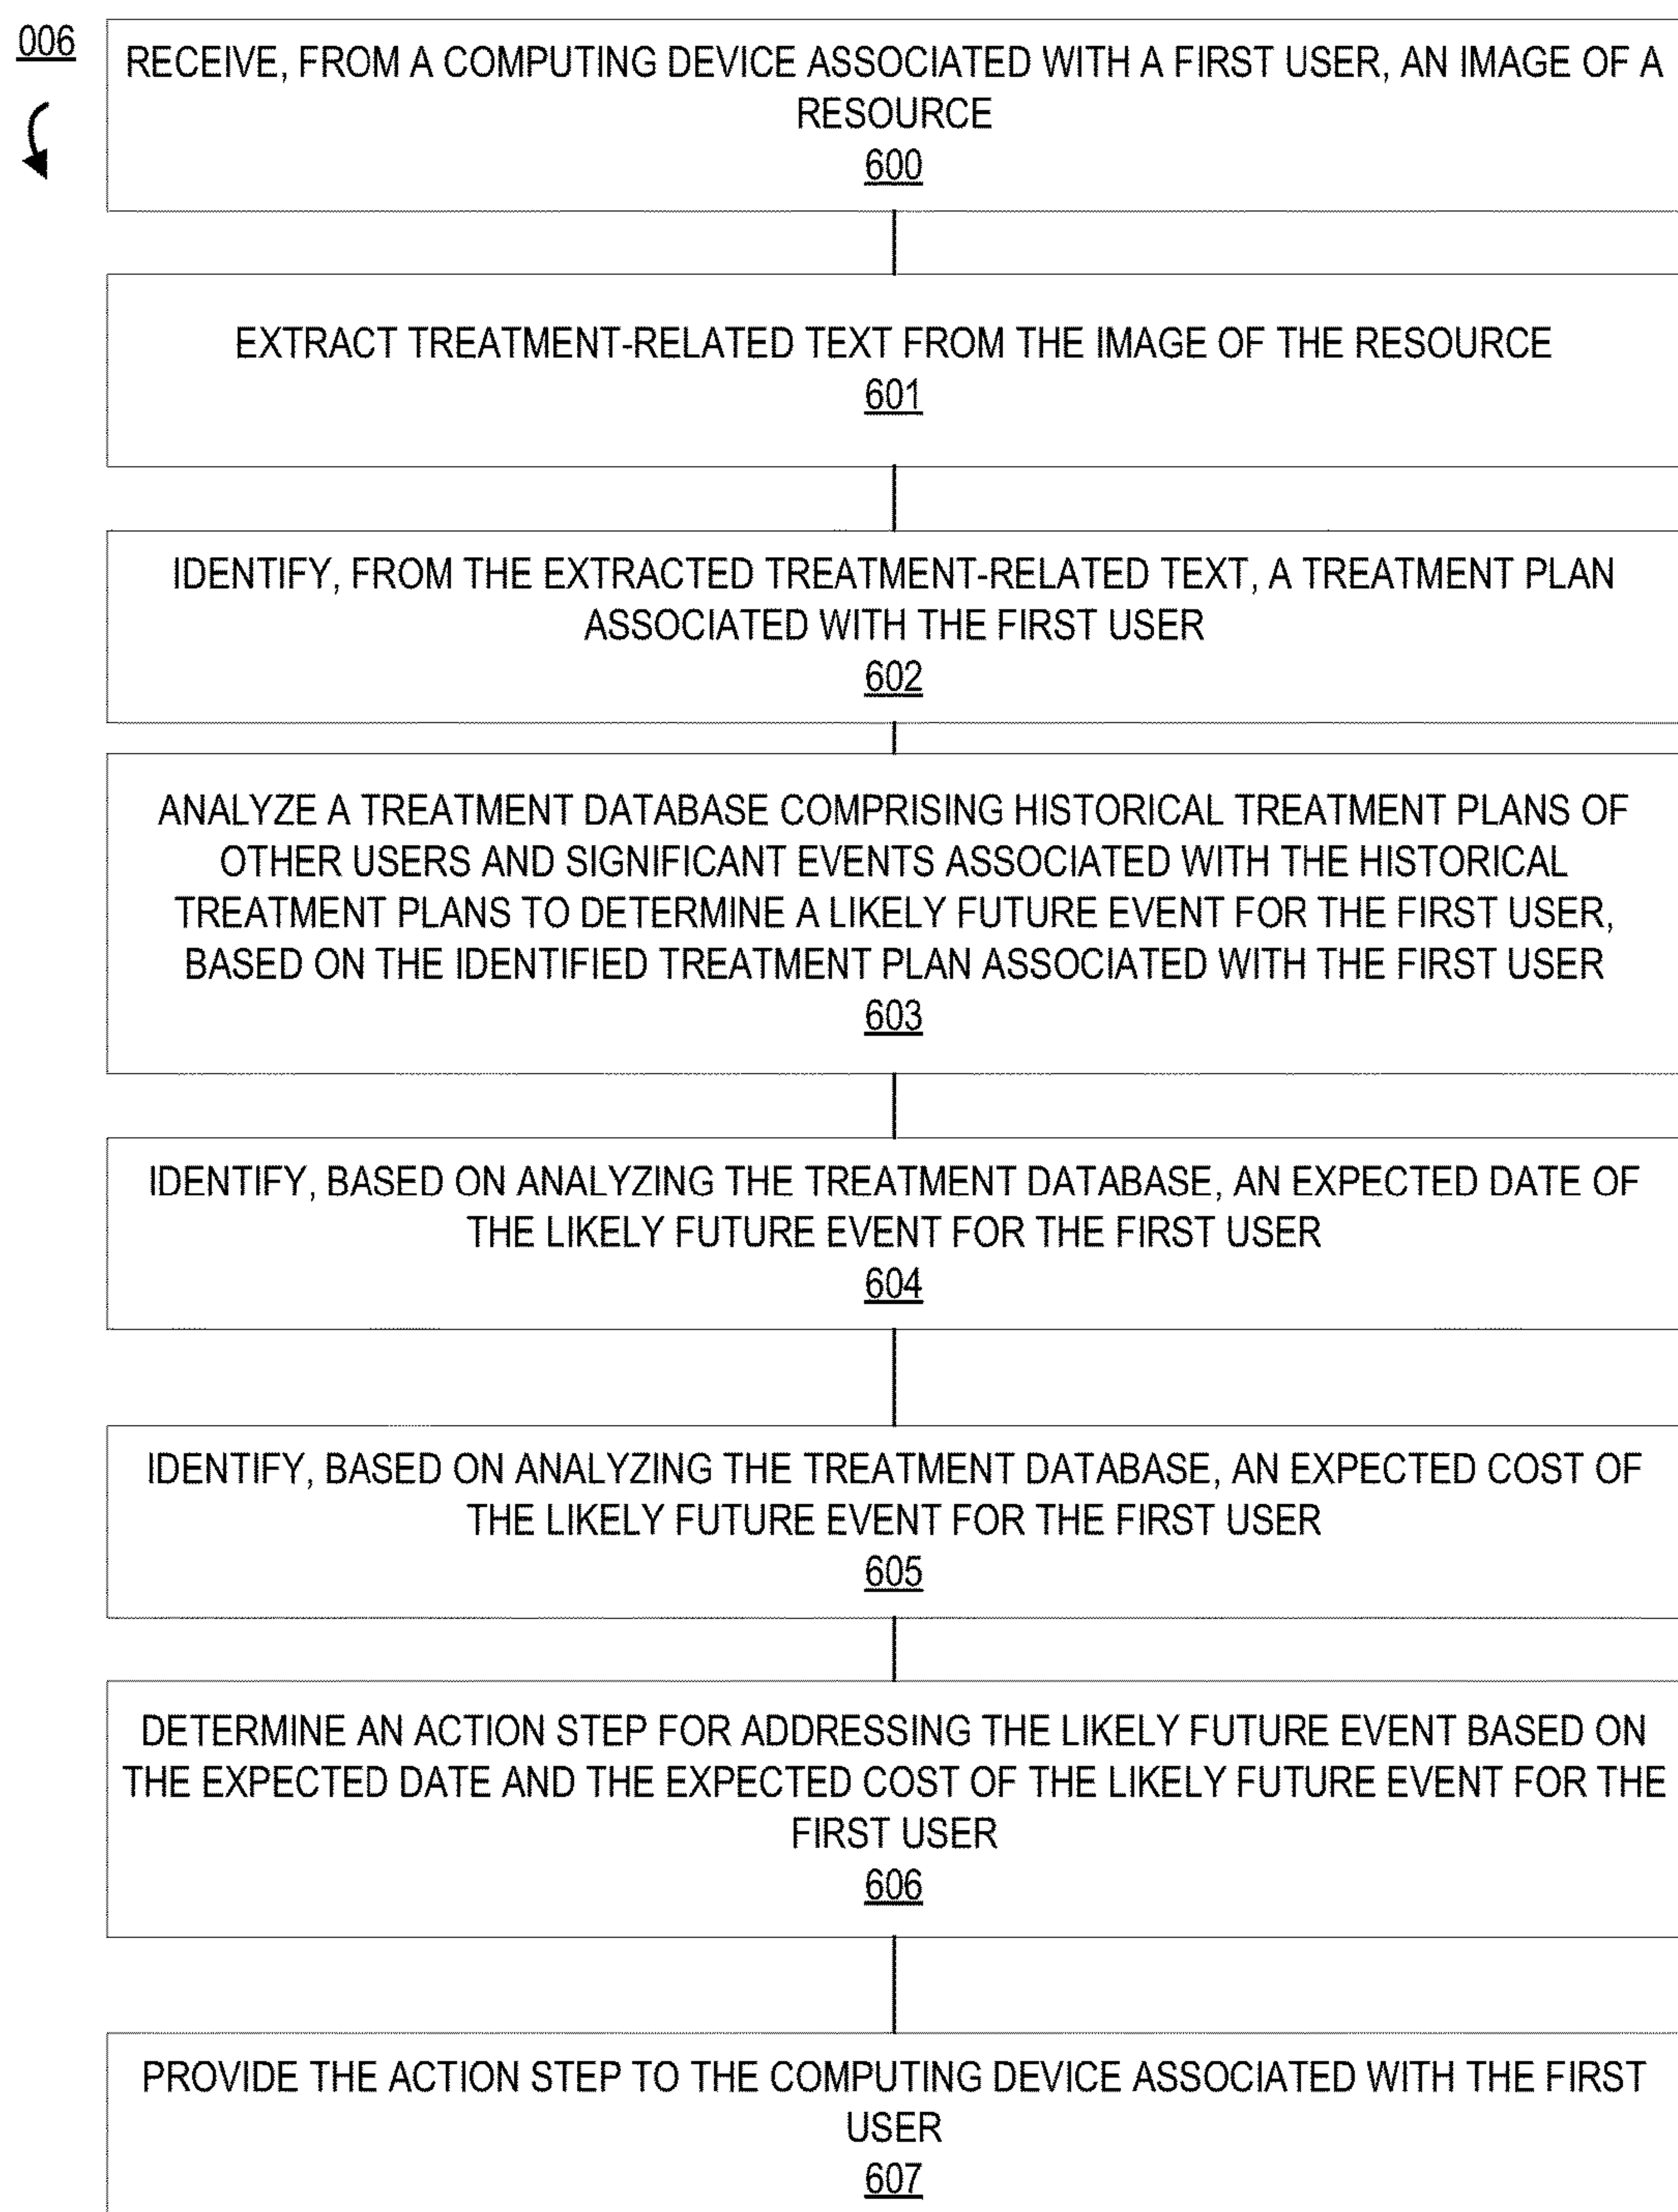 006
RECEIVE, FROM A COMPUTING DEVICE ASSOCIATED WITH A FIRST USER, AN IMAGE OF A
RESOURCE
600
EXTRACT TREATMENT-RELATED TEXT FROM THE IMAGE OF THE RESOURCE
601
IDENTIFY, FROM THE EXTRACTED TREATMENT-RELATED TEXT, A TREATMENT PLAN
ASSOCIATED WITH THE FIRST USER
602
ANALYZE A TREATMENT DATABASE COMPRISING HISTORICAL TREATMENT PLANS OF
OTHER USERS AND SIGNIFICANT EVENTS ASSOCIATED WITH THE HISTORICAL
TREATMENT PLANS TO DETERMINE A LIKELY FUTURE EVENT FOR THE FIRST USER,
BASED ON THE IDENTIFIED TREATMENT PLAN ASSOCIATED WITH THE FIRST USER
603
IDENTIFY, BASED ON ANALYZING THE TREATMENT DATABASE, AN EXPECTED DATE OF
THE LIKELY FUTURE EVENT FOR THE FIRST USER
604
IDENTIFY, BASED ON ANALYZING THE TREATMENT DATABASE, AN EXPECTED COST OF
THE LIKELY FUTURE EVENT FOR THE FIRST USER
605
DETERMINE AN ACTION STEP FOR ADDRESSING THE LIKELY FUTURE EVENT BASED ON
THE EXPECTED DATE AND THE EXPECTED COST OF THE LIKELY FUTURE EVENT FOR THE
FIRST USER
606
PROVIDE THE ACTION STEP TO THE COMPUTING DEVICE ASSOCIATED WITH THE FIRST
USER
607